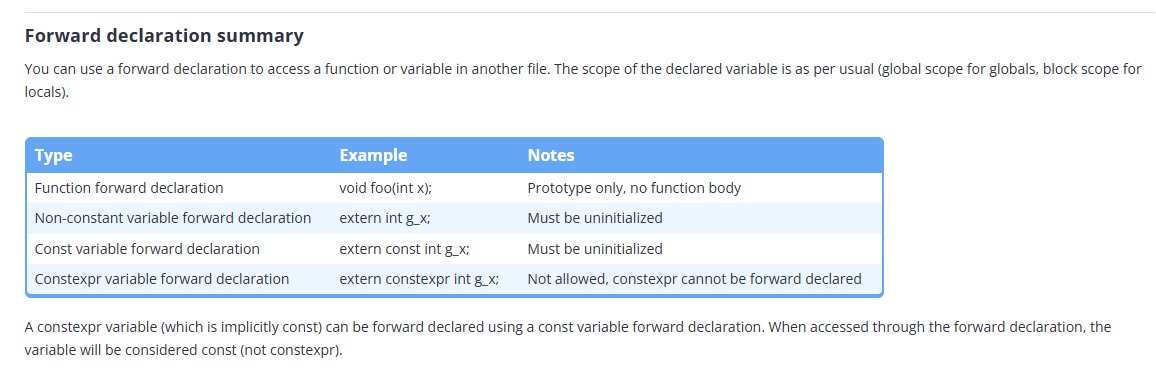 Forward declaration summary
You can use a forward declaration to access a function or variable in another file. The scope of the declared variable is as per usual (global scope for globals, block scope for
locals).
Type Example Notes
Function forward declaration void foo(int x); Prototype only, no function body
Non-constant variable forward declaration extern int g_x; Must be uninitialized
Const variable forward declaration extern const int g_x; Must be uninitialized
Constexpr variable forward declaration extern constexpr int g_x; Not allowed, constexpr cannot be forward declared
A constexpr variable (which is implicitly const) can be forward declared using a const variable forward declaration. When accessed through the forward declaration, the
variable will be considered const (not constexpr).